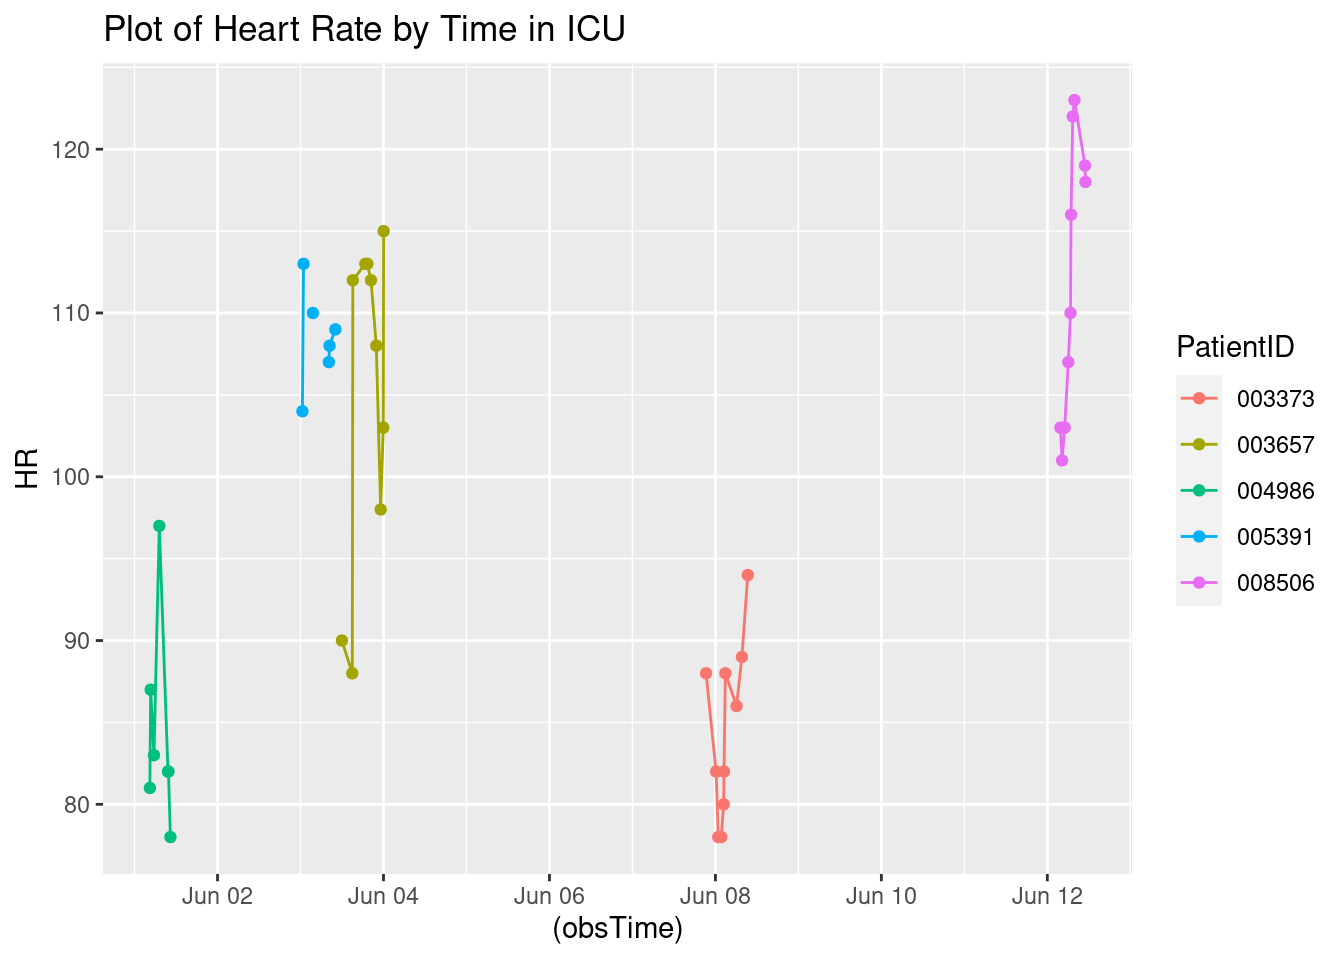 Plot of Heart Rate by Time in ICU
120
110
100
90
80
HR
Jun 02
Jun 04
Jun 06
Jun 08
Jun 10
Jun 12
(obsTime)
PatientID
003373
003657
004986
005391
008506